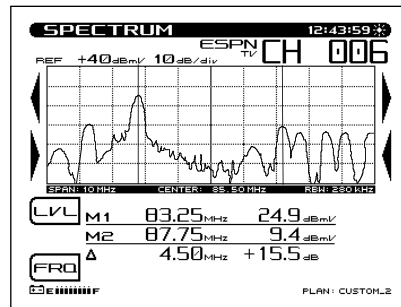 SPECTRUM 12:43:59
REF +40dBmV 10dB/div ESPN TV CH 006
SPAN: 10 MHz CENTER: 85.50 MHz RBW: 280 kHz
LVL M1 83.25MHz 24.9dBmV
M2 87.75MHz 9.4dBmV
Δ 4.50MHz +15.5dB
FRQ
E F PLAN: CUSTOM_2